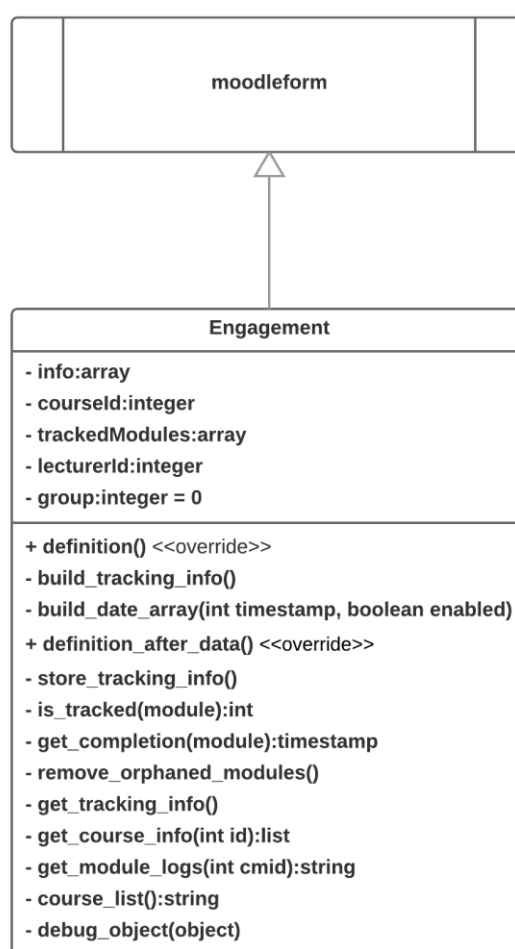 moodleform
Engagement
- info:array
- courseId:integer
- trackedModules:array
- lecturerId:integer
- group:integer = 0
+ definition() <<override>>
- build_tracking_info()
- build_date_array(int timestamp, boolean enabled)
+ definition_after_data() <<override>>
- store_tracking_info()
- is_tracked(module):int
- get_completion(module):timestamp
- remove_orphaned_modules()
- get_tracking_info()
- get_course_info(int id):list
- get_module_logs(int cmid):string
- course_list():string
- debug_object(object)